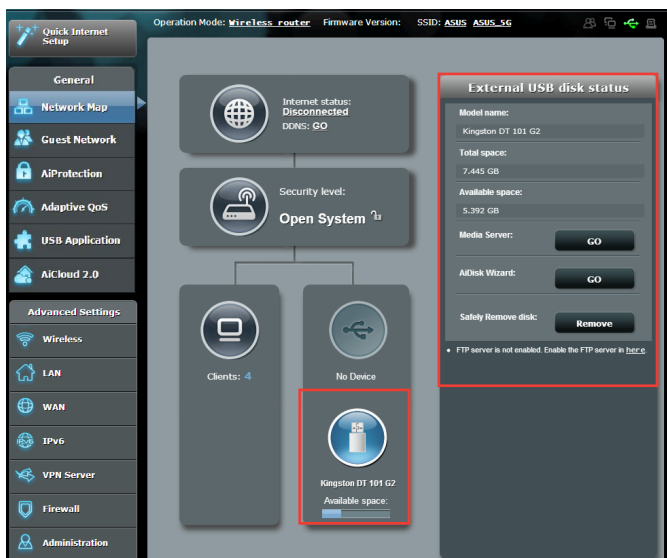 Quick Internet
Setup
Operation Mode: Wireless router Firmware Version: SSID: ASUS ASUS_5G
General
Network Map
Guest Network
AiProtection
Adaptive QoS
USB Application
AiCloud 2.0
Advanced Settings
Wireless
LAN
WAN
IPv6
VPN Server
Firewall
Administration
Internet status:
Disconnected
DDNS: GO
Security level:
Open System
Clients: 4
No Device
Kingston DT 101 G2
Available space:
External USB disk status
Model name:
Kingston DT 101 G2
Total space:
7.445 GB
Available space:
5.392 GB
Media Server: GO
AiDisk Wizard: GO
Safely Remove disk: Remove
• FTP server is not enabled. Enable the FTP server in here.